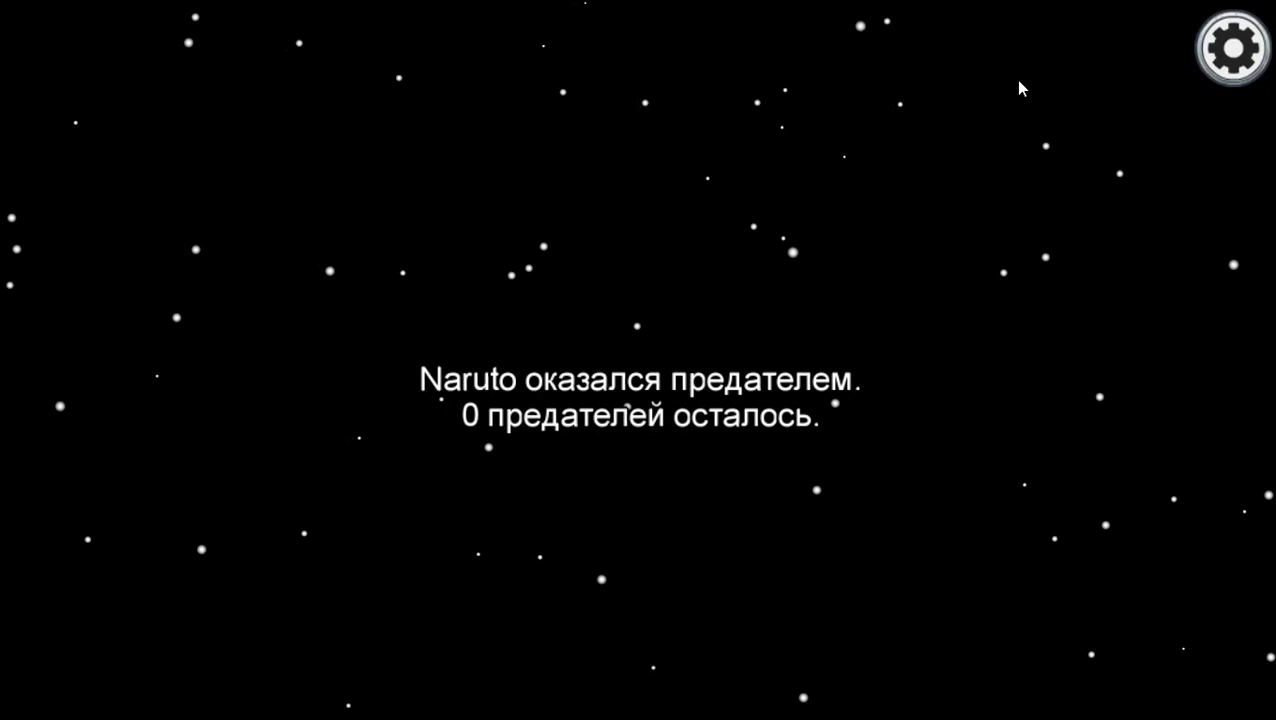 Naruto оказался предателем.
0 предателей осталось.